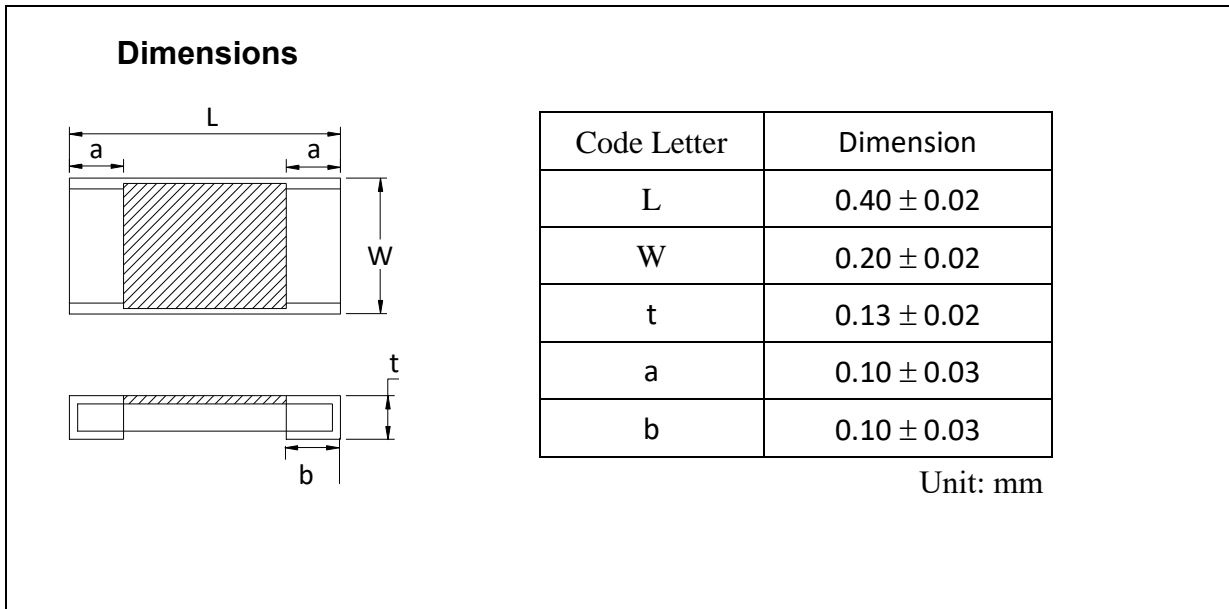 Dimensions
L
a a
W
t
b
Code Letter Dimension
L 0.40 ± 0.02
W 0.20 ± 0.02
t 0.13 ± 0.02
a 0.10 ± 0.03
b 0.10 ± 0.03
Unit: mm